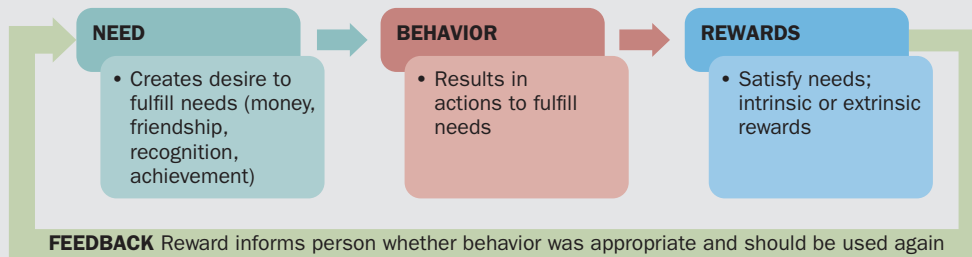 NEED
• Creates desire to
fulfill needs (money,
friendship,
recognition,
achievement)
BEHAVIOR
• Results in
actions to fulfill
needs
REWARDS
• Satisfy needs;
intrinsic or extrinsic
rewards
FEEDBACK Reward informs person whether behavior was appropriate and should be used again